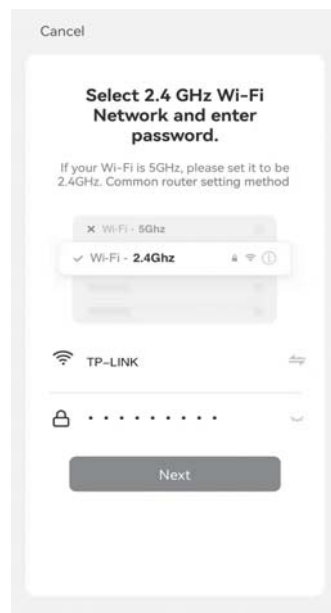 Cancel
Select 2.4 GHz Wi-Fi
Network and enter
password.
If your Wi-Fi is 5GHz, please set it to be
2.4GHz. Common router setting method
Wi-Fi - 5Ghz
Wi-Fi - 2.4Ghz
TP-LINK
Next